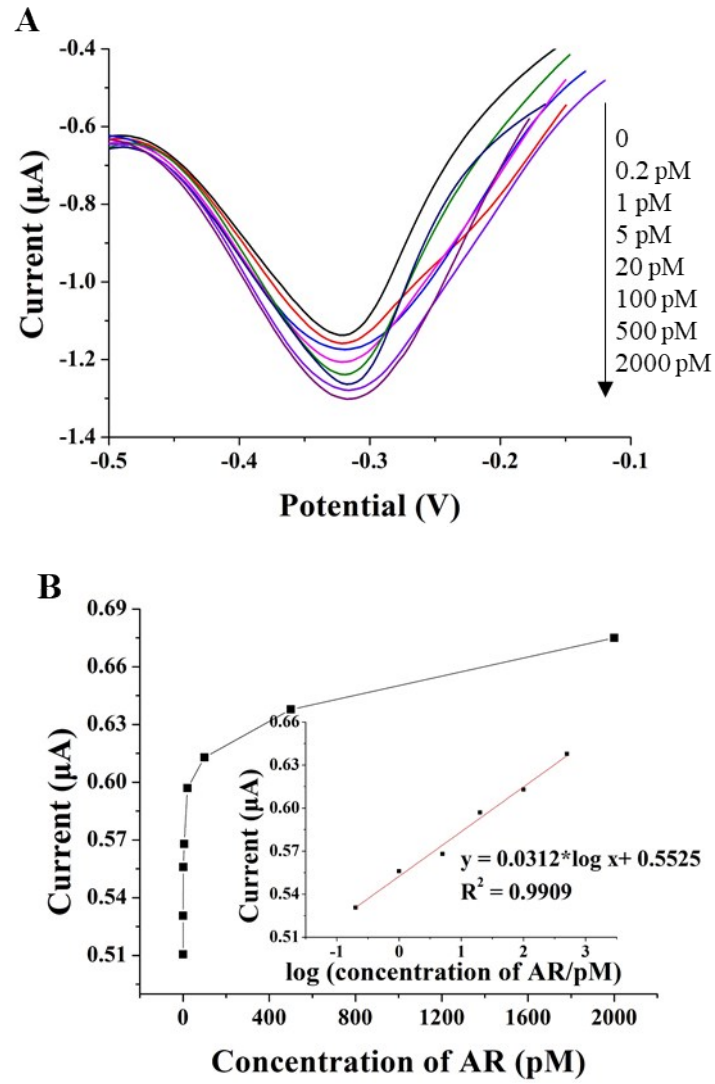 A
-0.4
-0.6
-0.8
-1.0
-1.2
-1.4
Current (µA)
-0.5 -0.4 -0.3 -0.2 -0.1
Potential (V)
0
0.2 pM
1 pM
5 pM
20 pM
100 pM
500 pM
2000 pM
B
0.69
0.66
0.63
0.60
0.57
0.54
0.51
Current (µA)
0 400 800 1200 1600 2000
Concentration of AR (pM)
0.66
0.63
0.60
0.57
0.54
0.51
Current (µA)
-1 0 1 2 3
log (concentration of AR/pM)
y = 0.0312*log x+ 0.5525
R² = 0.9909